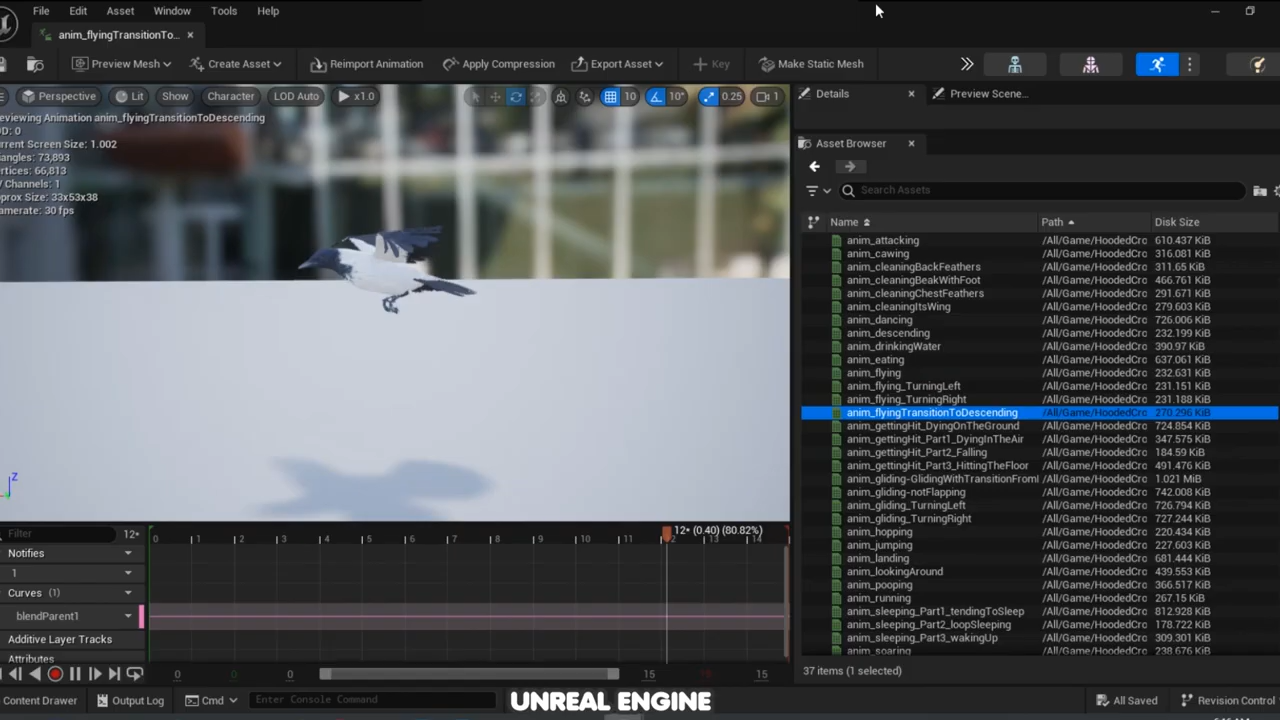 File Edit Asset Window Tools Help
anim_flyingTransitionTo...
Preview Mesh Create Asset Reimport Animation Apply Compression Export Asset Key Make Static Mesh
Perspective Lit Show Character LOD Auto x1.0 10 10° 0.25 1
Details Preview Scene...
eviewing Animation anim_flyingTransitionToDescending
OD: 0
urrent Screen Size: 1.002
iangles: 73,893
ertices: 66,813
V Channels: 1
pprox Size: 33x53x38
amerate: 30 fps
Asset Browser
Search Assets
Name Path Disk Size
anim_attacking /All/Game/HoodedCro 610.437 KiB
anim_cawing /All/Game/HoodedCro 316.081 KiB
anim_cleaningBackFeathers /All/Game/HoodedCro 311.65 KiB
anim_cleaningBeakWithFoot /All/Game/HoodedCro 466.761 KiB
anim_cleaningChestFeathers /All/Game/HoodedCro 291.671 KiB
anim_cleaningItsWing /All/Game/HoodedCro 279.603 KiB
anim_dancing /All/Game/HoodedCro 726.006 KiB
anim_descending /All/Game/HoodedCro 232.199 KiB
anim_drinkingWater /All/Game/HoodedCro 390.97 KiB
anim_eating /All/Game/HoodedCro 637.061 KiB
anim_flying /All/Game/HoodedCro 232.631 KiB
anim_flying_TurningLeft /All/Game/HoodedCro 231.151 KiB
anim_flying_TurningRight /All/Game/HoodedCro 231.188 KiB
anim_flyingTransitionToDescending /All/Game/HoodedCro 270.296 KiB
anim_gettingHit_DyingOnTheGround /All/Game/HoodedCro 724.854 KiB
anim_gettingHit_Part1_DyingInTheAir /All/Game/HoodedCro 347.575 KiB
anim_gettingHit_Part2_Falling /All/Game/HoodedCro 184.59 KiB
anim_gettingHit_Part3_HittingTheFloor /All/Game/HoodedCro 491.476 KiB
anim_gliding-GlidingWithTransitionFroml /All/Game/HoodedCro 1.021 MiB
anim_gliding-notFlapping /All/Game/HoodedCro 742.008 KiB
anim_gliding_TurningLeft /All/Game/HoodedCro 726.794 KiB
anim_gliding_TurningRight /All/Game/HoodedCro 727.244 KiB
anim_hopping /All/Game/HoodedCro 220.434 KiB
anim_jumping /All/Game/HoodedCro 227.603 KiB
anim_landing /All/Game/HoodedCro 681.444 KiB
anim_lookingAround /All/Game/HoodedCro 439.553 KiB
anim_pooping /All/Game/HoodedCro 366.517 KiB
anim_running /All/Game/HoodedCro 267.15 KiB
anim_sleeping_Part1_tendingToSleep /All/Game/HoodedCro 812.928 KiB
anim_sleeping_Part2_loopSleeping /All/Game/HoodedCro 178.722 KiB
anim_sleeping_Part3_wakingUp /All/Game/HoodedCro 309.301 KiB
anim_soaring /All/Game/HoodedCro 238.676 KiB
37 items (1 selected)
Z
Filter 12•
12• (0.40) (80.82%)
0 1 2 3 4 5 6 7 8 9 10 11 12 13 14
Notifies
1
Curves (1)
blendParent1
Additive Layer Tracks
Attributes
0 0 0 15 15
Content Drawer Output Log Cmd Enter Console Command
UNREAL ENGINE
All Saved Revision Control